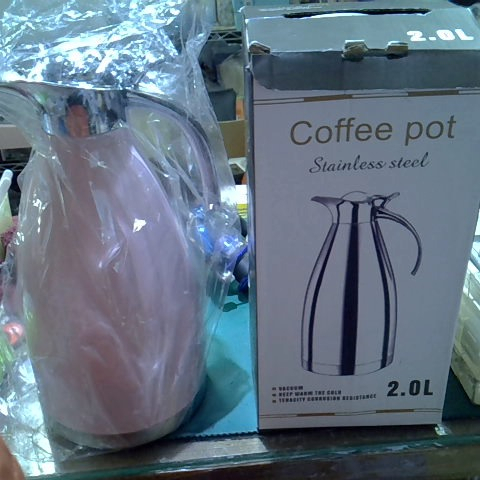 2.0L
Coffee pot
Stainless steel
VACUUM
KEEP WARM THE COLD
TENACITY CORROSION RESISTANCE
2.0L